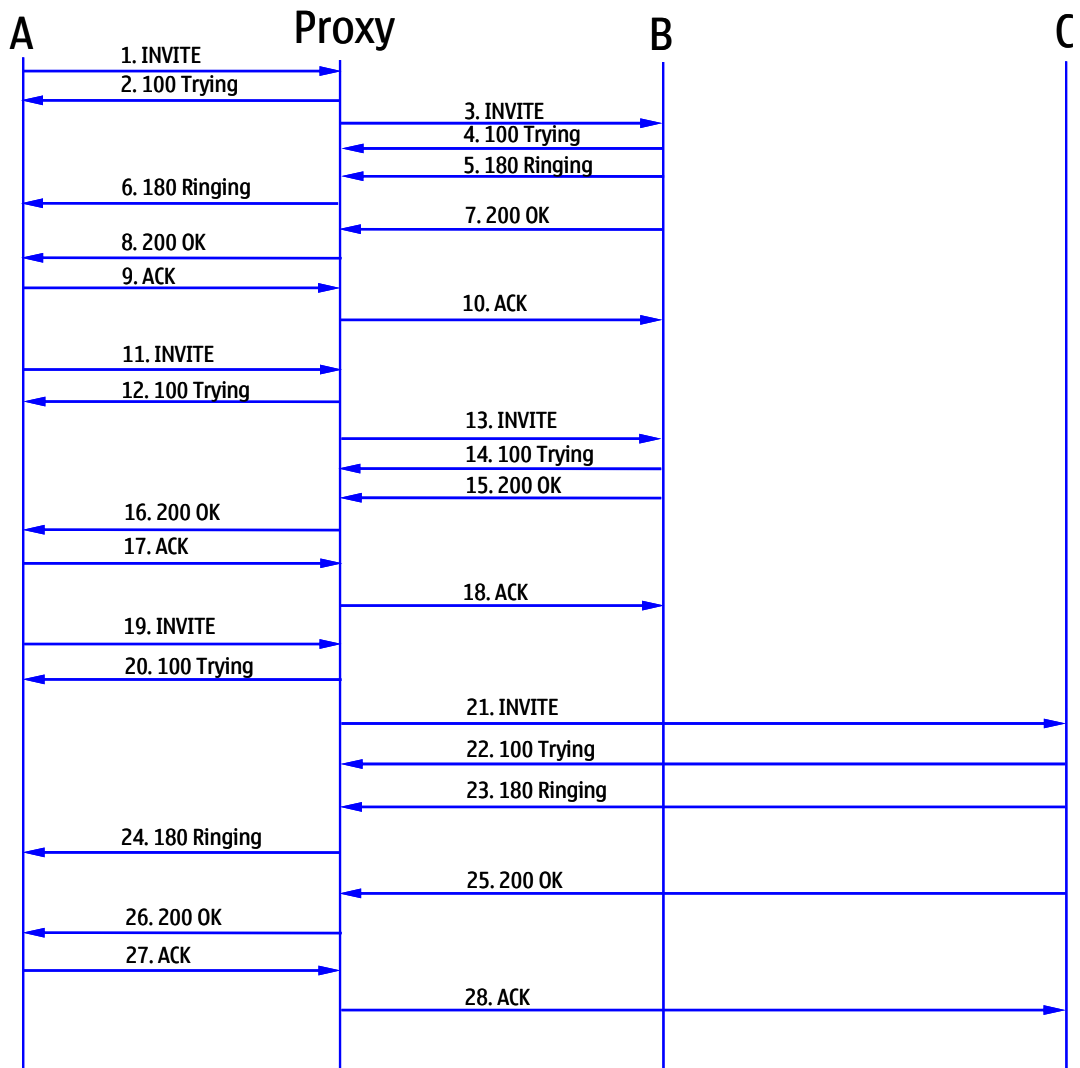 A
Proxy
B
C
1. INVITE
2. 100 Trying
3. INVITE
4. 100 Trying
5. 180 Ringing
6. 180 Ringing
7. 200 OK
8. 200 OK
9. ACK
10. ACK
11. INVITE
12. 100 Trying
13. INVITE
14. 100 Trying
15. 200 OK
16. 200 OK
17. ACK
18. ACK
19. INVITE
20. 100 Trying
21. INVITE
22. 100 Trying
23. 180 Ringing
24. 180 Ringing
25. 200 OK
26. 200 OK
27. ACK
28. ACK